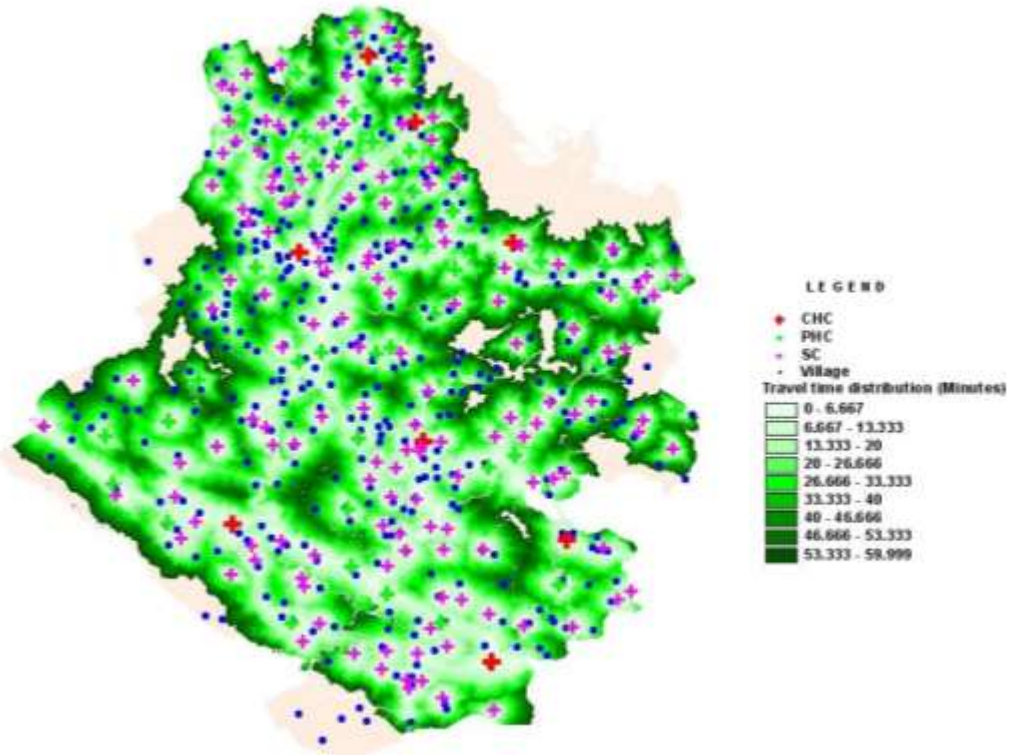 LEGEND
CHC
PHC
SC
Village
Travel time distribution (Minutes)
0 - 6.667
6.667 - 13.333
13.333 - 20
20 - 26.666
26.666 - 33.333
33.333 - 40
40 - 46.666
46.666 - 53.333
53.333 - 59.999